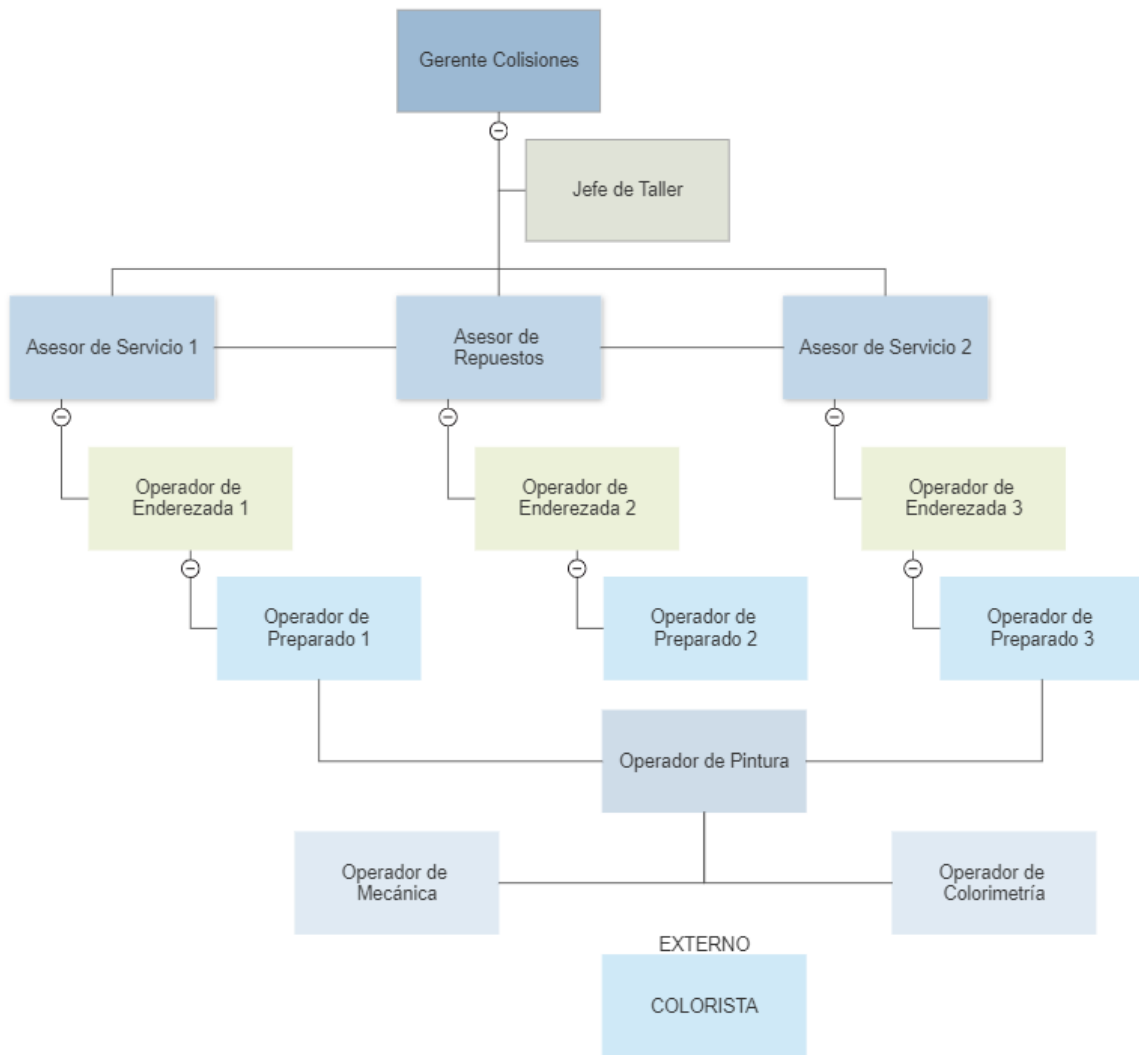 Gerente Colisiones
Jefe de Taller
Asesor de Servicio 1
Asesor de
Repuestos
Asesor de Servicio 2
Operador de
Enderezada 1
Operador de
Enderezada 2
Operador de
Enderezada 3
Operador de
Preparado 1
Operador de
Preparado 2
Operador de
Preparado 3
Operador de Pintura
Operador de
Mecánica
Operador de
Colorimetría
EXTERNO
COLORISTA